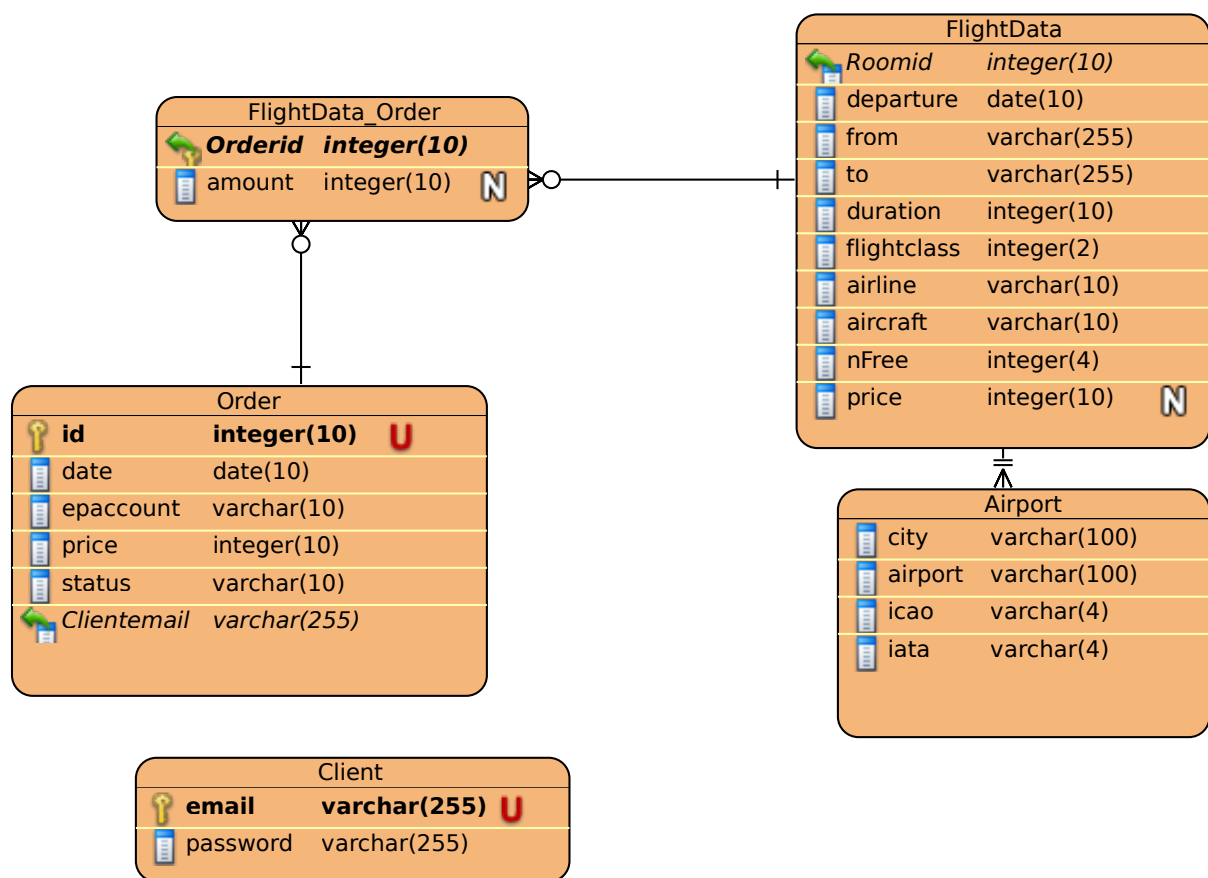 FlightData
Roomid integer(10)
departure date(10)
from varchar(255)
to varchar(255)
duration integer(10)
flightclass integer(2)
airline varchar(10)
aircraft varchar(10)
nFree integer(4)
price integer(10) N
FlightData_Order
Orderid integer(10)
amount integer(10) N
Order
id integer(10) U
date date(10)
epaccount varchar(10)
price integer(10)
status varchar(10)
Clientemail varchar(255)
Airport
city varchar(100)
airport varchar(100)
icao varchar(4)
iata varchar(4)
Client
email varchar(255) U
password varchar(255)